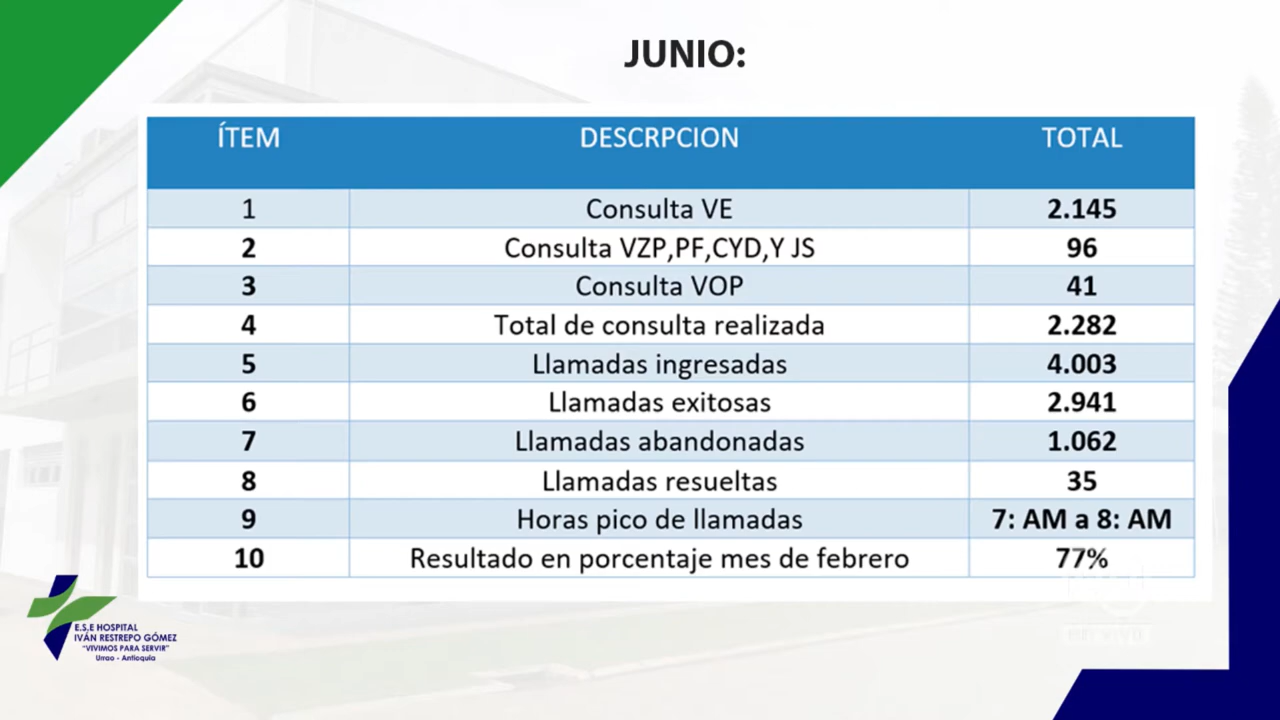 JUNIO:
ÍTEM DESCRPCION TOTAL
1 Consulta VE 2.145
2 Consulta VZP,PF,CYD,Y JS 96
3 Consulta VOP 41
4 Total de consulta realizada 2.282
5 Llamadas ingresadas 4.003
6 Llamadas exitosas 2.941
7 Llamadas abandonadas 1.062
8 Llamadas resueltas 35
9 Horas pico de llamadas 7: AM a 8: AM
10 Resultado en porcentaje mes de febrero 77%
E.S.E HOSPITAL
IVÁN RESTREPO GÓMEZ
"VIVIMOS PARA SERVIR"
Urrao - Antioquia